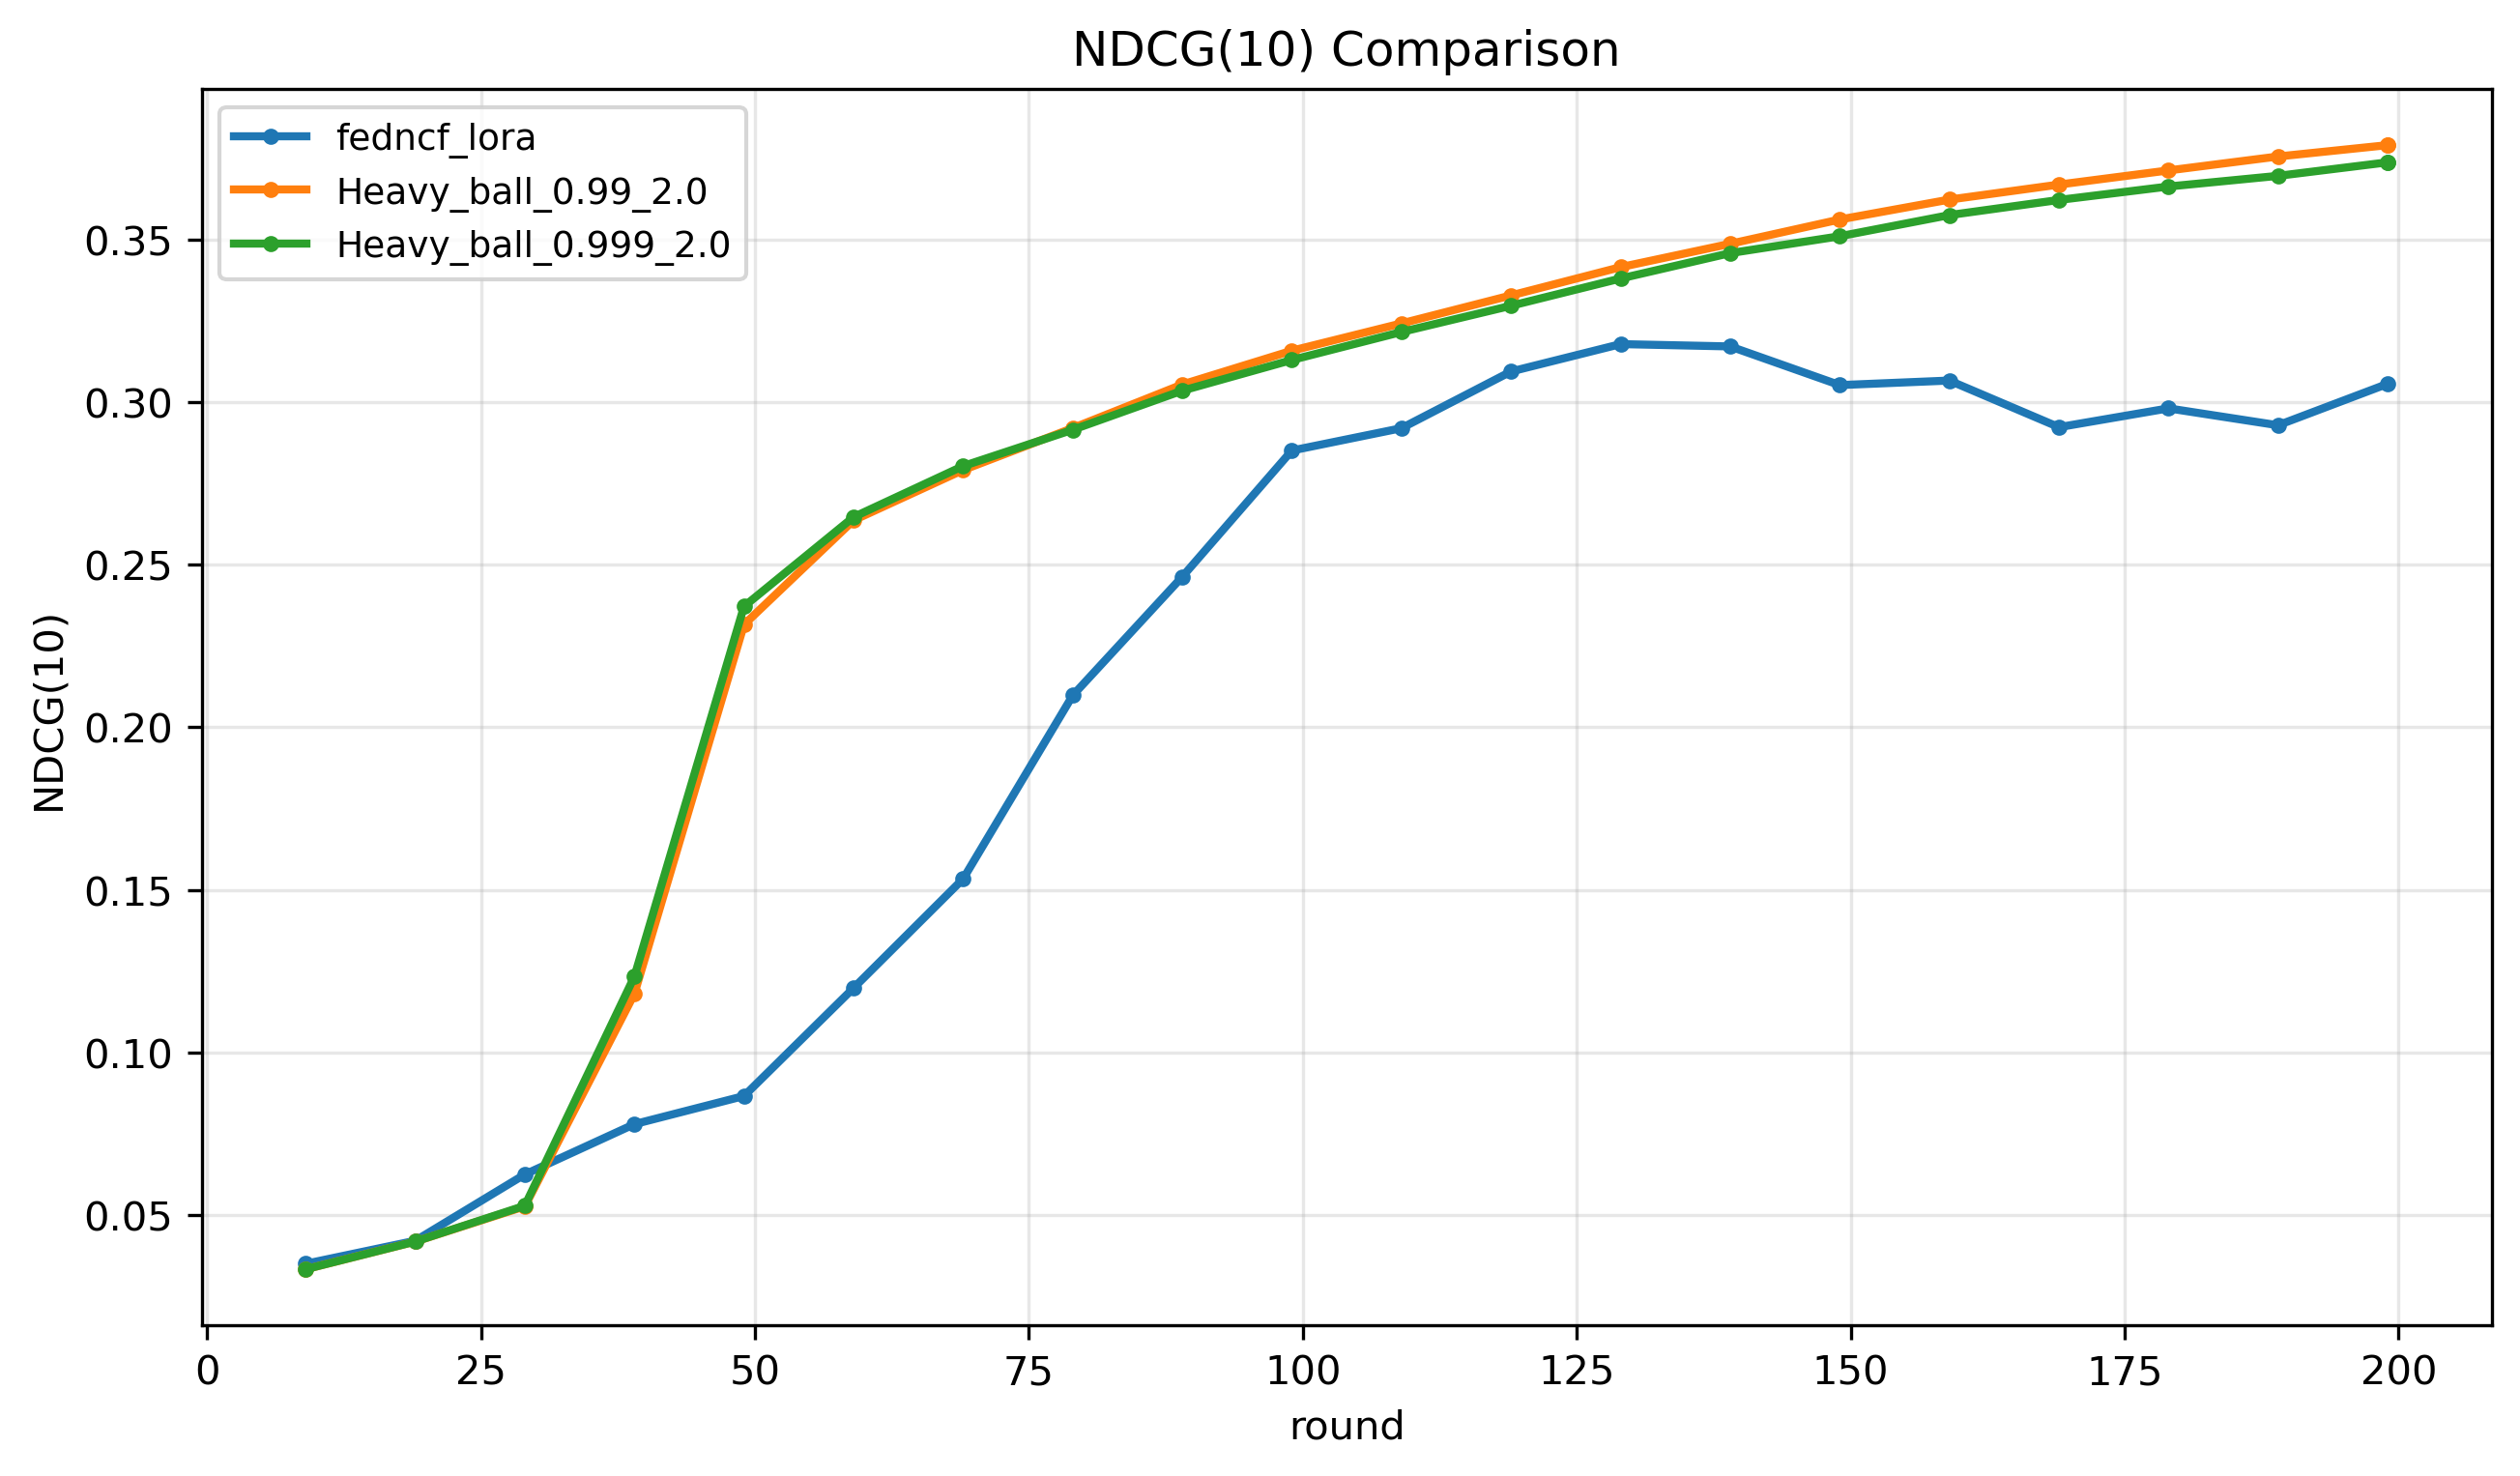 NDCG(10) Comparison
fedncf_lora
Heavy_ball_0.99_2.0
Heavy_ball_0.999_2.0
NDCG(10)
0.35
0.30
0.25
0.20
0.15
0.10
0.05
0 25 50 75 100 125 150 175 200
round